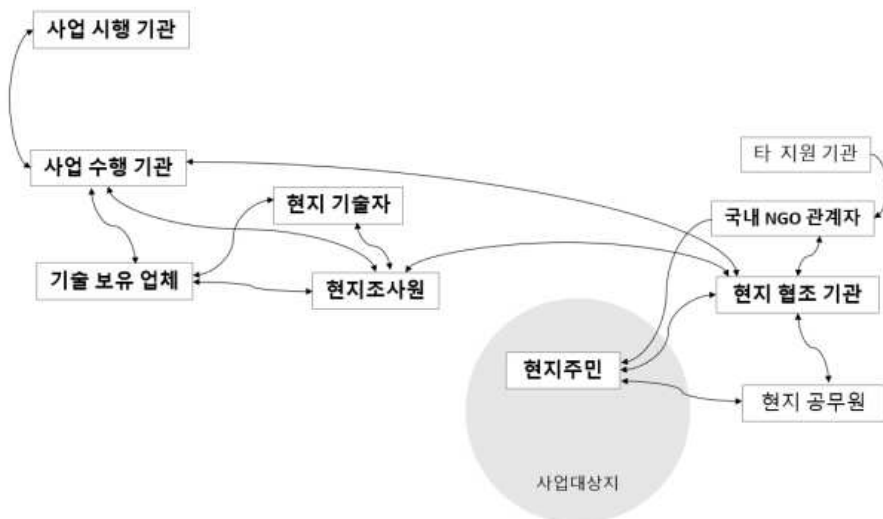 사업 시행 기관
사업 수행 기관
타 지원 기관
현지 기술자
국내 NGO 관계자
기술 보유 업체
현지조사원
현지 협조 기관
현지주민
현지 공무원
사업대상지